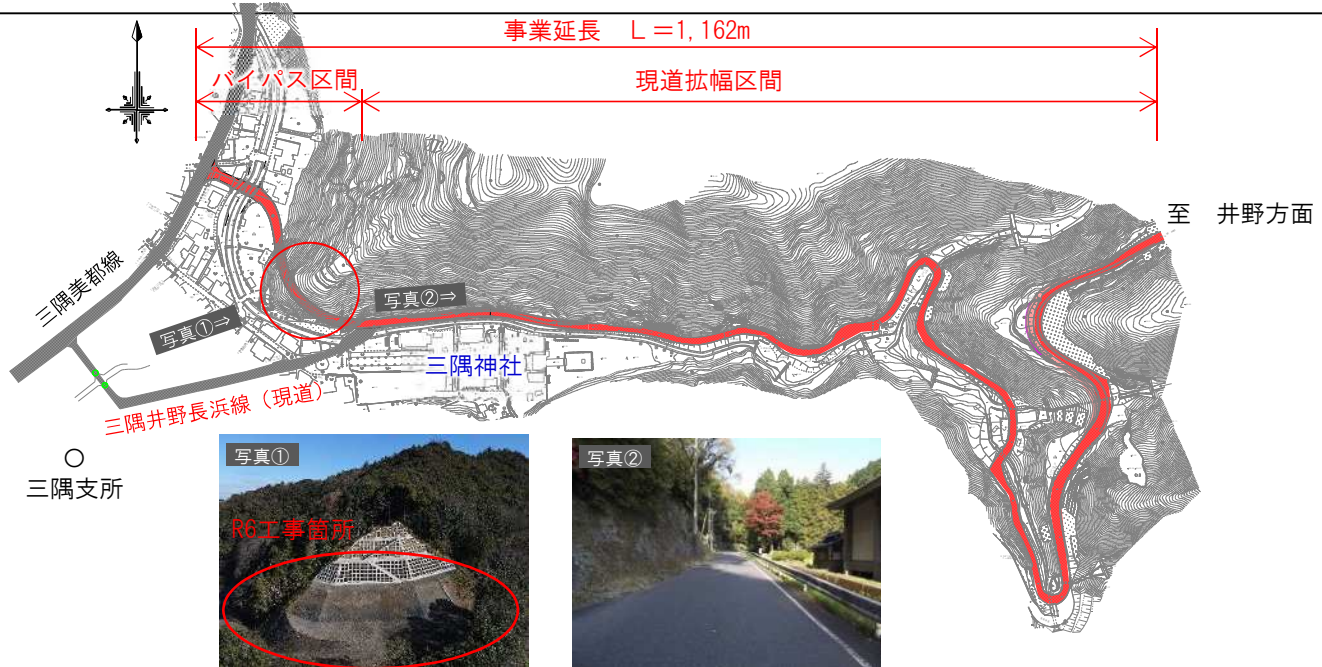 事業延長 L=1,162m
バイパス区間
現道拡幅区間
至 井野方面
三隅美都線
写真①⇒
写真②⇒
三隅神社
三隅井野長浜線（現道）
三隅支所
写真①
R6工事箇所
写真②